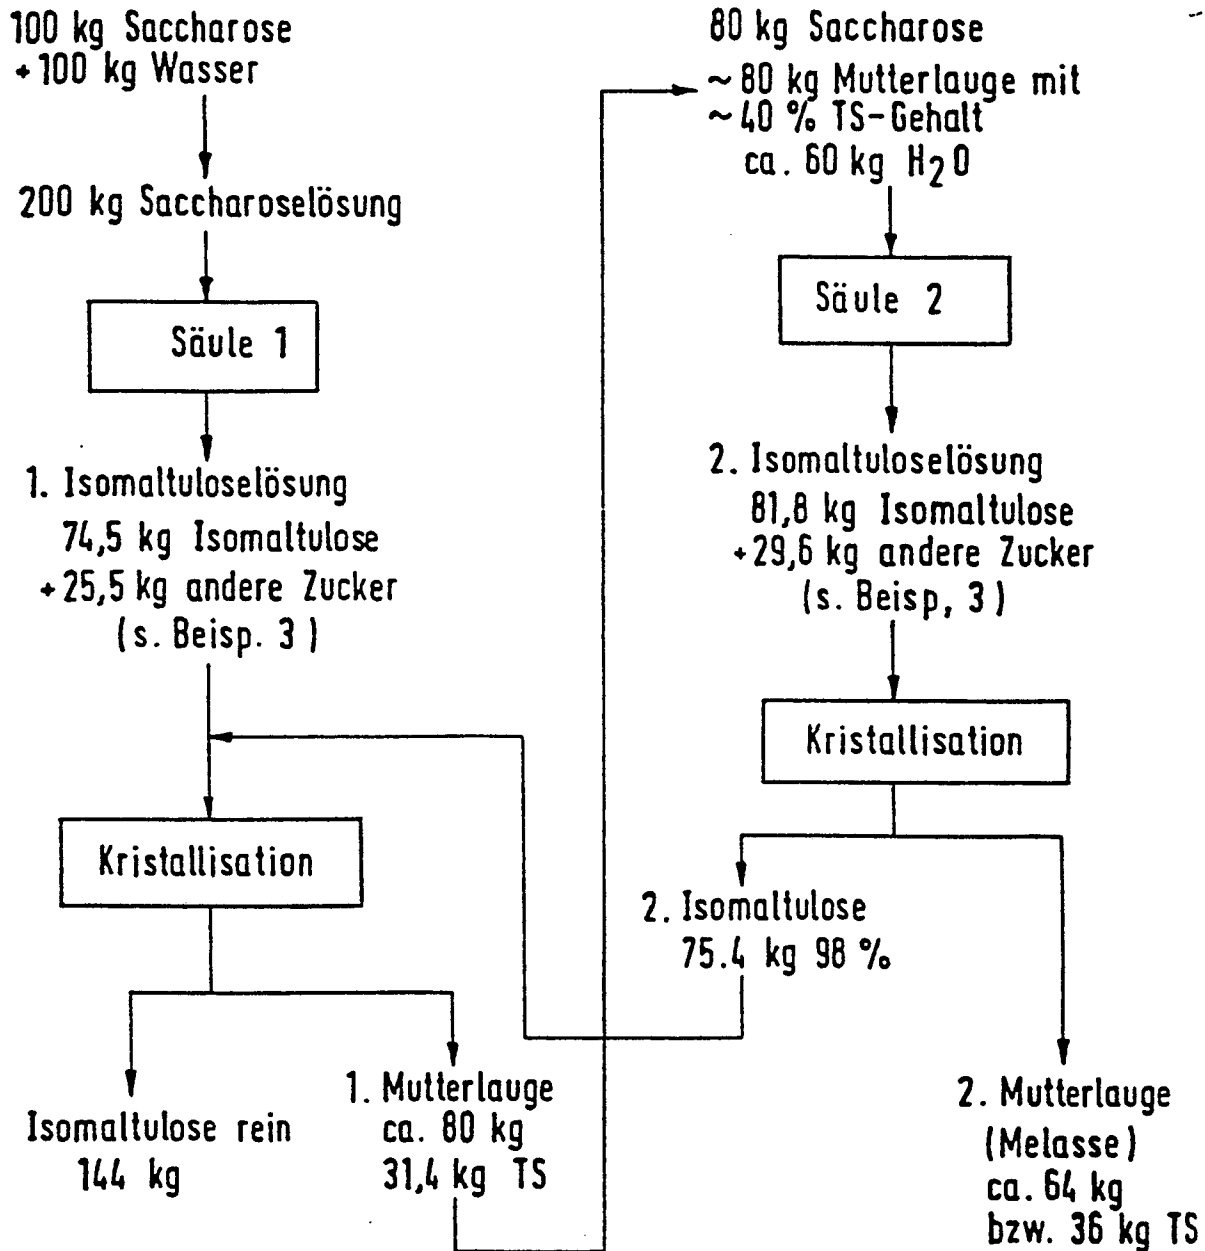 100 kg Saccharose
+ 100 kg Wasser
200 kg Saccharoselösung
Säule 1
1. Isomaltuloselösung
74,5 kg Isomaltulose
+ 25,5 kg andere Zucker
(s. Beisp. 3)
Kristallisation
Isomaltulose rein
144 kg
1. Mutterlauge
ca. 80 kg
31,4 kg TS
80 kg Saccharose
~ 80 kg Mutterlauge mit
~ 40 % TS-Gehalt
ca. 60 kg H2O
Säule 2
2. Isomaltuloselösung
81,8 kg Isomaltulose
+ 29,6 kg andere Zucker
(s. Beisp, 3)
Kristallisation
2. Isomaltulose
75.4 kg 98 %
2. Mutterlauge
(Melasse)
ca. 64 kg
bzw. 36 kg TS